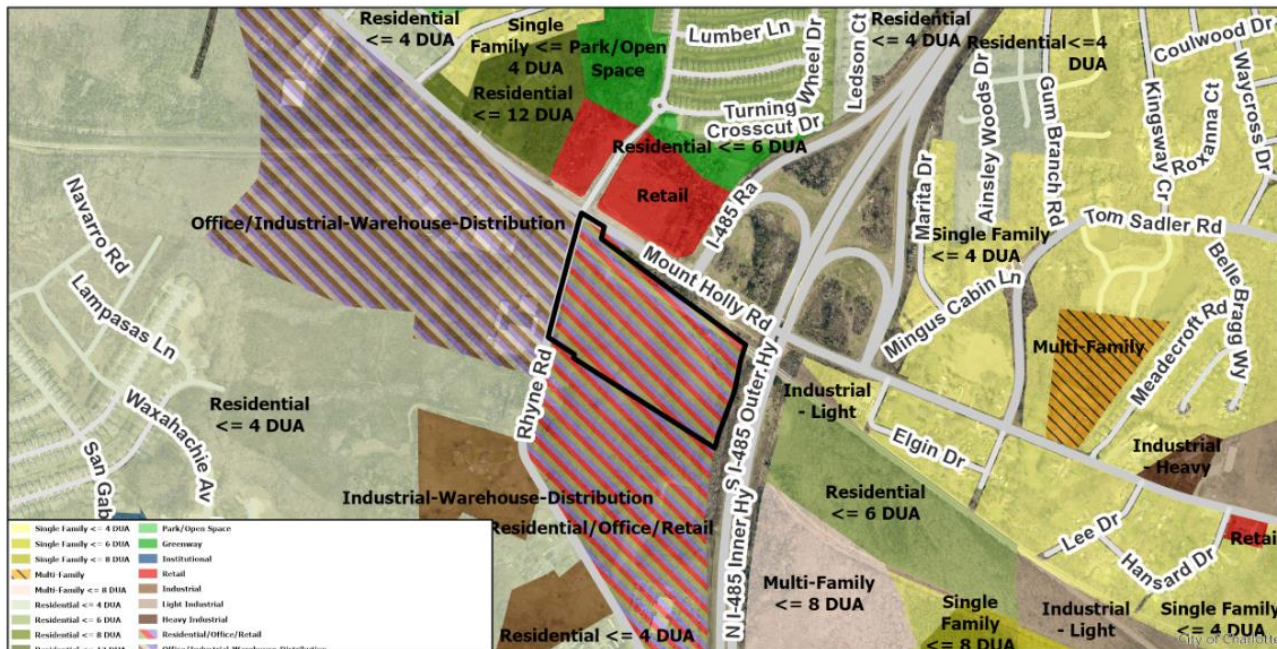 Residential
<= 4 DUA
Single
Family <=
4 DUA
Park/Open
Space
Residential
<= 12 DUA
Lumber Ln
Turning Wheel Dr
Crosscut Dr
Ledson Ct
Residential
<= 4 DUA
Residential<=4
DUA
Coulwood Dr
Waycross Dr
Roxanna Ct
Kingsway Cr
Gum Branch Rd
Ainsley Woods Dr
Marita Dr
Tom Sadler Rd
Residential <= 6 DUA
Retail
I-485 Ra
Office/Industrial-Warehouse-Distribution
Mount Holly Rd
Single Family
<= 4 DUA
Mingus Cabin Ln
Belle Bragg Wy
Meadecroft Rd
Multi-Family
Navarro Rd
Lampasas Ln
Waxahachie Av
San Gab
Residential
<= 4 DUA
Rhyne Rd
S I-485 Outer Hy
N I-485 Inner Hy
Industrial
- Light
Elgin Dr
Industrial
- Heavy
Industrial-Warehouse-Distribution
Residential/Office/Retail
Residential
<= 6 DUA
Lee Dr
Hansard Dr
Retail
Multi-Family
<= 8 DUA
Single
Family
<= 8 DUA
Industrial
- Light
Single Family
<= 4 DUA
Residential <= 4 DUA
City of Charlotte
Single Family <= 4 DUA
Single Family <= 6 DUA
Single Family <= 8 DUA
Multi-Family
Multi-Family <= 8 DUA
Residential <= 4 DUA
Residential <= 6 DUA
Residential <= 8 DUA
Residential <= 12 DUA
Park/Open Space
Greenway
Institutional
Retail
Industrial
Light Industrial
Heavy Industrial
Residential/Office/Retail
Office/Industrial-Warehouse-Distribution